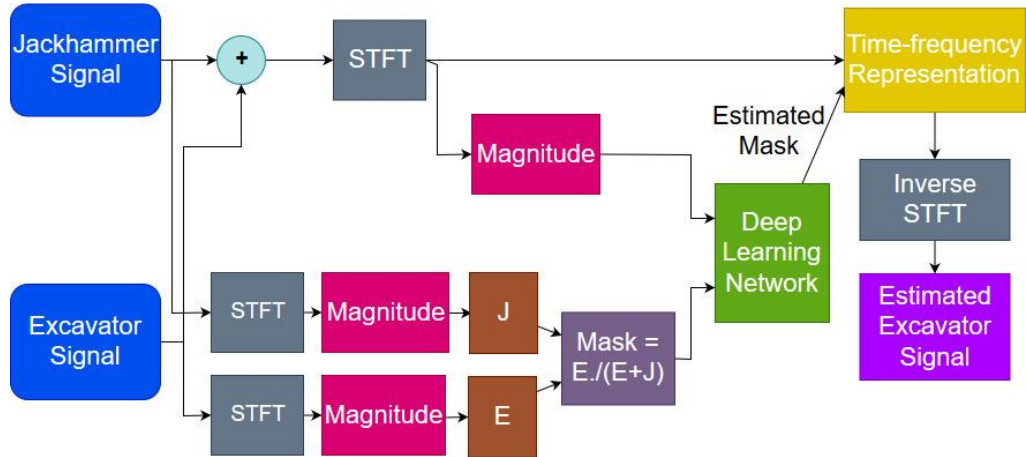 Jackhammer
Signal
+
STFT
Time-frequency
Representation
Estimated
Mask
Magnitude
Inverse
STFT
Deep
Learning
Network
Excavator
Signal
STFT
Magnitude
J
Mask =
E./(E+J)
Estimated
Excavator
Signal
STFT
Magnitude
E